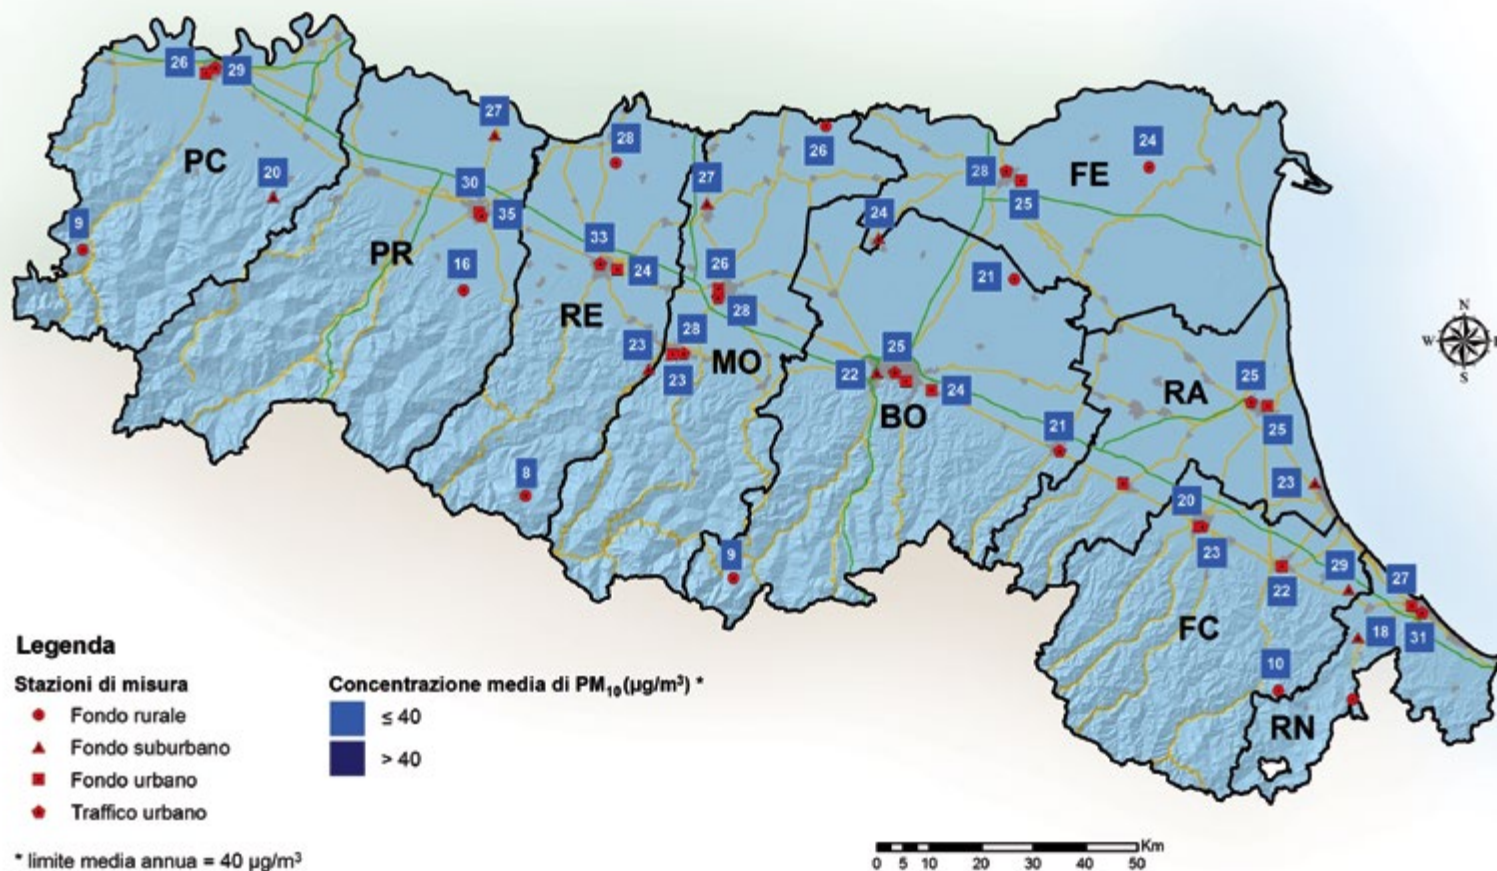 26
29
27
28
24
PC
20
30
26
27
28
FE
9
35
24
25
PR
16
33
24
26
21
RE
28
N
W
E
S
23
28
MO
25
23
22
24
RA
25
BO
21
25
8
20
23
9
23
29
27
22
FC
18
31
10
RN
Legenda
Stazioni di misura
Fondo rurale
Fondo suburbano
Fondo urbano
Traffico urbano
Concentrazione media di PM₁₀(µg/m³) *
≤ 40
> 40
* limite media annua = 40 µg/m³
Km
0 5 10 20 30 40 50